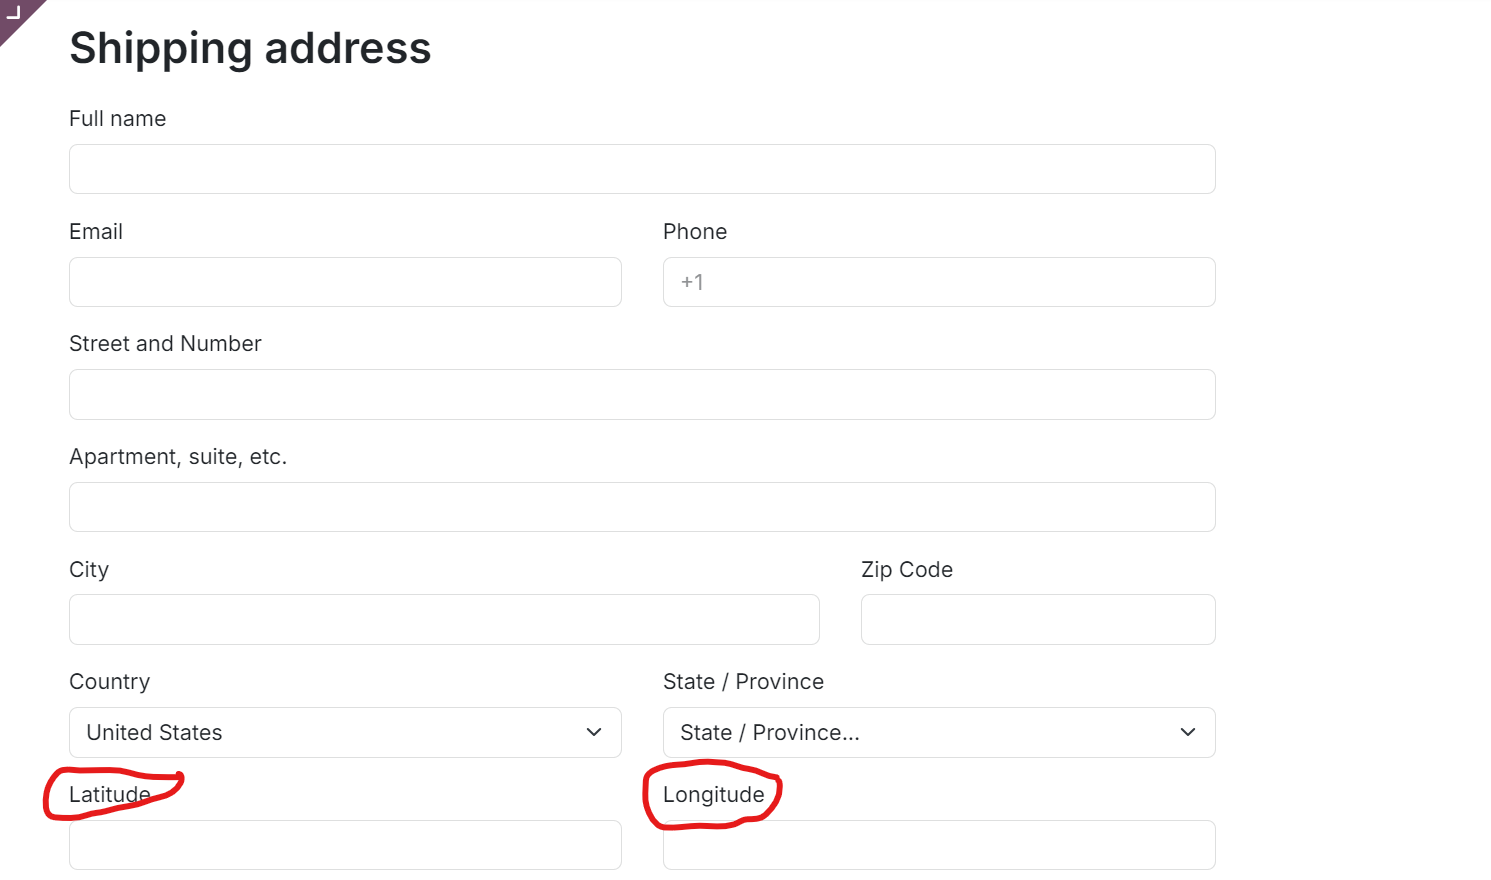 Shipping address
Full name
Email Phone
+1
Street and Number
Apartment, suite, etc.
City Zip Code
Country State / Province
United States State / Province...
Latitude Longitude